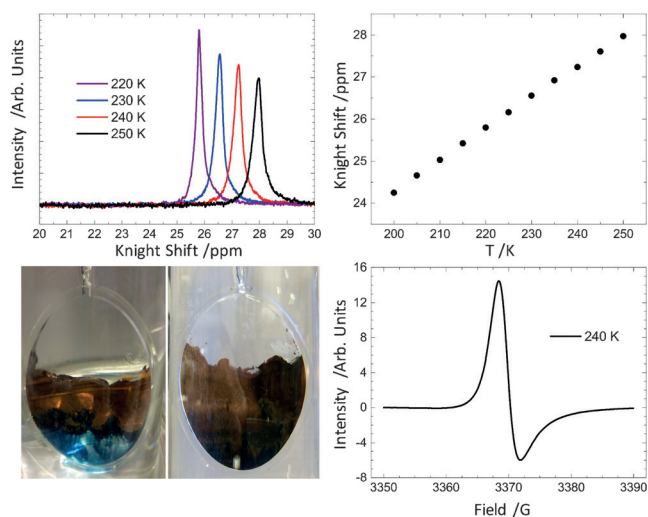 Intensity /Arb. Units
220 K
230 K
240 K
250 K
20 21 22 23 24 25 26 27 28 29 30
Knight Shift /ppm
Knight Shift /ppm
28
27
26
25
24
200 210 220 230 240 250
T /K
Intensity /Arb. Units
16
12
8
4
0
-4
-8
240 K
3350 3360 3370 3380 3390
Field /G